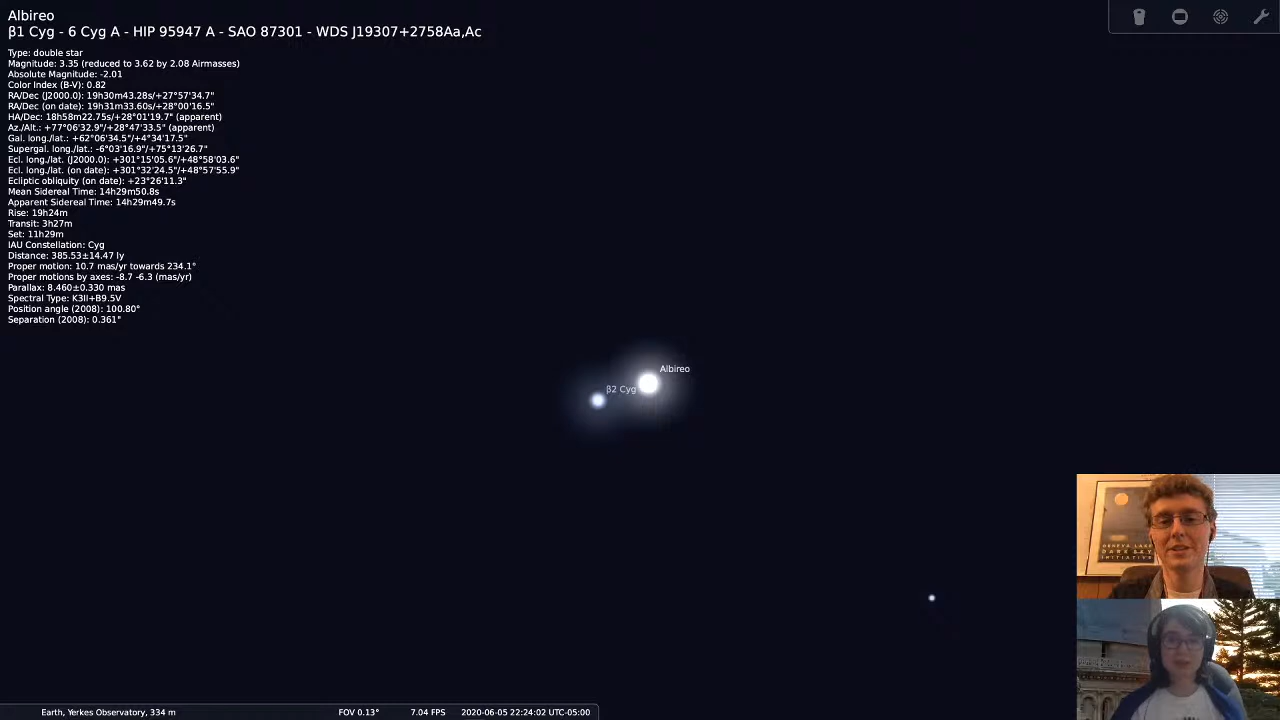 Albireo
β1 Cyg - 6 Cyg A - HIP 95947 A - SAO 87301 - WDS J19307+2758Aa,Ac
Type: double star
Magnitude: 3.35 (reduced to 3.62 by 2.08 Airmasses)
Absolute Magnitude: -2.01
Color Index (B-V): 0.82
RA/Dec (J2000.0): 19h30m43.28s/+27°57'34.7"
RA/Dec (on date): 19h31m33.60s/+28°00'16.5"
HA/Dec: 18h58m22.75s/+28°01'19.7" (apparent)
Az./Alt.: +77°06'32.9"/+28°47'33.5" (apparent)
Gal. long./lat.: +62°06'34.5"/+4°34'17.5"
Supergal. long./lat.: -6°03'16.9"/+75°13'26.7"
Ecl. long./lat. (J2000.0): +301°15'05.6"/+48°58'03.6"
Ecl. long./lat. (on date): +301°32'24.5"/+48°57'55.9"
Ecliptic obliquity (on date): +23°26'11.3"
Mean Sidereal Time: 14h29m50.8s
Apparent Sidereal Time: 14h29m49.7s
Rise: 19h24m
Transit: 3h27m
Set: 11h29m
IAU Constellation: Cyg
Distance: 385.53±14.47 ly
Proper motion: 10.7 mas/yr towards 234.1°
Proper motions by axes: -8.7 -6.3 (mas/yr)
Parallax: 8.460±0.330 mas
Spectral Type: K3II+B9.5V
Position angle (2008): 100.80°
Separation (2008): 0.361"
Albireo
β2 Cyg
GENEVA LAKE
DARK SKY
INITIATIVE
Earth, Yerkes Observatory, 334 m
FOV 0.13°
7.04 FPS
2020-06-05 22:24:02 UTC-05:00